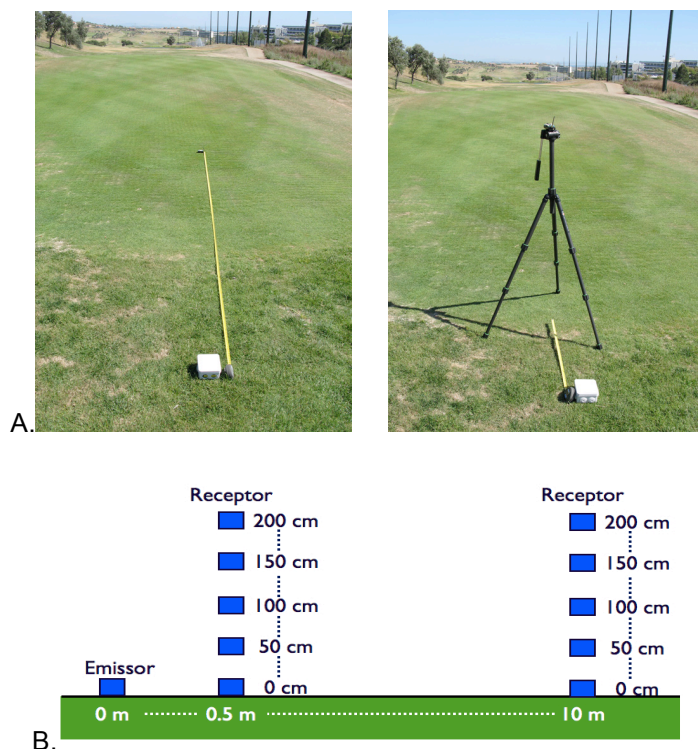 A.
Receptor Receptor
200 cm 200 cm
150 cm 150 cm
100 cm 100 cm
50 cm 50 cm
Emissor
0 cm 0 cm
0 m 0.5 m 10 m
B.